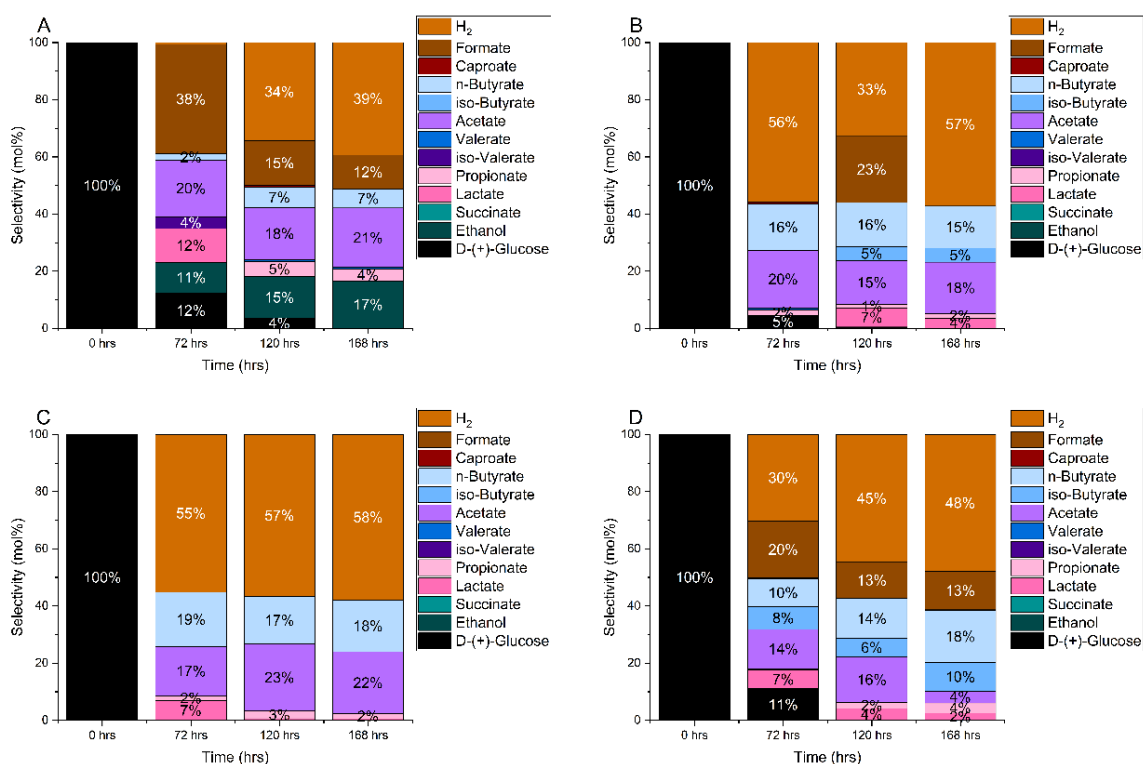 A
Selectivity (mol%)
100
80
60
40
20
0
100%
38%
2%
20%
4%
12%
11%
12%
34%
15%
7%
18%
5%
15%
4%
39%
12%
7%
21%
4%
17%
0 hrs
72 hrs
120 hrs
168 hrs
Time (hrs)
H2
Formate
Caproate
n-Butyrate
iso-Butyrate
Acetate
Valerate
iso-Valerate
Propionate
Lactate
Succinate
Ethanol
D-(+)-Glucose
B
Selectivity (mol%)
100
80
60
40
20
0
100%
56%
16%
20%
2%
5%
33%
23%
16%
5%
15%
1%
7%
57%
15%
5%
18%
2%
4%
0 hrs
72 hrs
120 hrs
168 hrs
Time (hrs)
H2
Formate
Caproate
n-Butyrate
iso-Butyrate
Acetate
Valerate
iso-Valerate
Propionate
Lactate
Succinate
Ethanol
D-(+)-Glucose
C
Selectivity (mol%)
100
80
60
40
20
0
100%
55%
19%
17%
2%
7%
57%
17%
23%
3%
58%
18%
22%
2%
0 hrs
72 hrs
120 hrs
168 hrs
Time (hrs)
H2
Formate
Caproate
n-Butyrate
iso-Butyrate
Acetate
Valerate
iso-Valerate
Propionate
Lactate
Succinate
Ethanol
D-(+)-Glucose
D
Selectivity (mol%)
100
80
60
40
20
0
100%
30%
20%
10%
8%
14%
7%
11%
45%
13%
14%
6%
16%
2%
4%
48%
13%
18%
10%
4%
4%
2%
0 hrs
72 hrs
120 hrs
168 hrs
Time (hrs)
H2
Formate
Caproate
n-Butyrate
iso-Butyrate
Acetate
Valerate
iso-Valerate
Propionate
Lactate
Succinate
Ethanol
D-(+)-Glucose